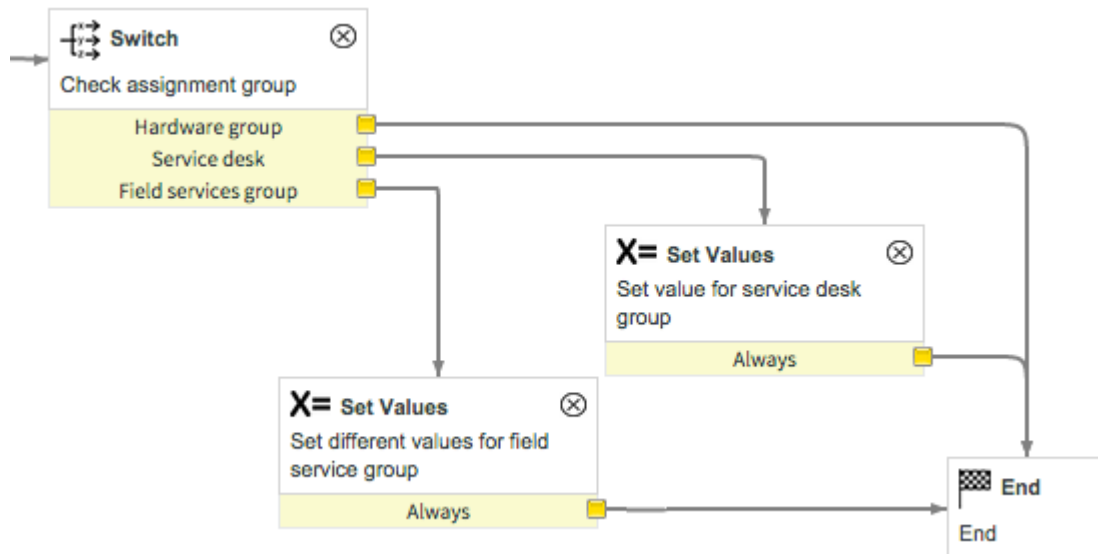 Switch
Check assignment group
Hardware group
Service desk
Field services group
X= Set Values
Set value for service desk
group
Always
X= Set Values
Set different values for field
service group
Always
End
End